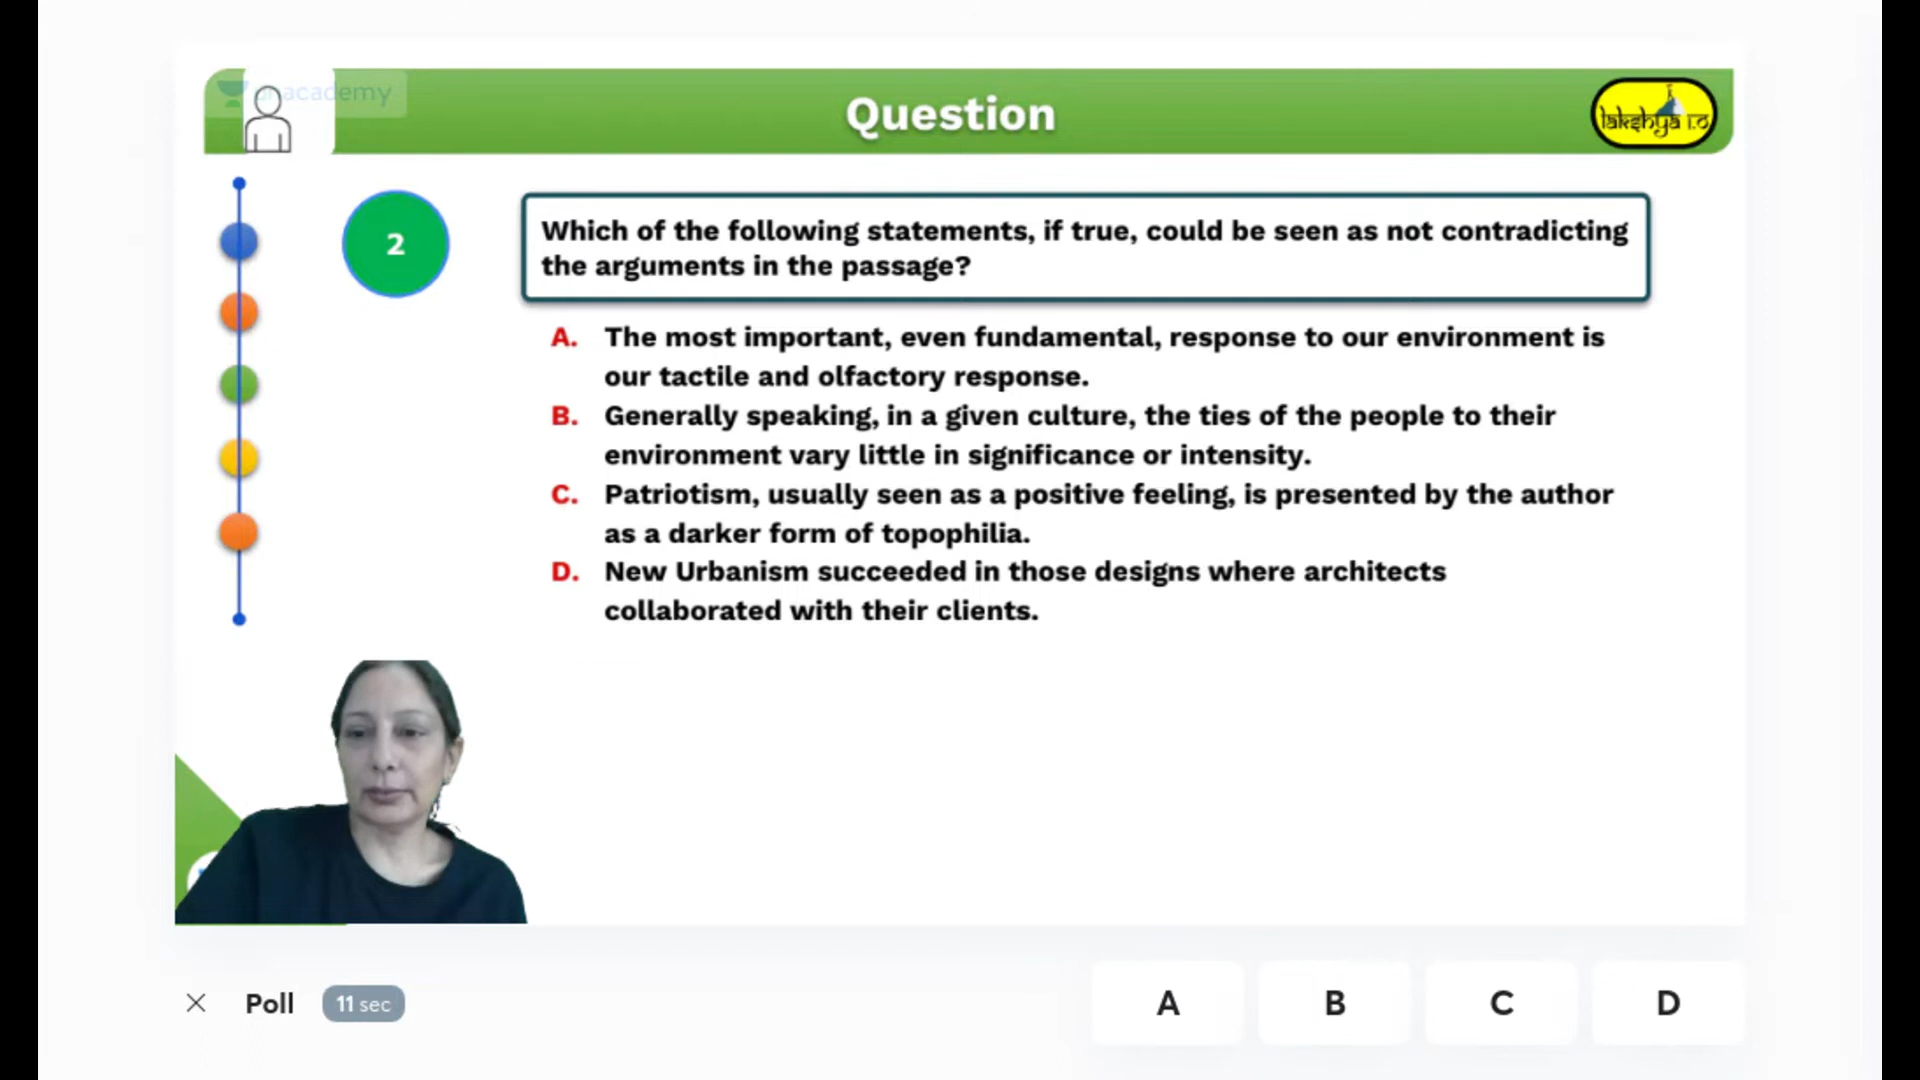 unacademy
Question
lakshya 1.0
2
Which of the following statements, if true, could be seen as not contradicting
the arguments in the passage?
A. The most important, even fundamental, response to our environment is
our tactile and olfactory response.
B. Generally speaking, in a given culture, the ties of the people to their
environment vary little in significance or intensity.
C. Patriotism, usually seen as a positive feeling, is presented by the author
as a darker form of topophilia.
D. New Urbanism succeeded in those designs where architects
collaborated with their clients.
Poll 11 sec A B C D